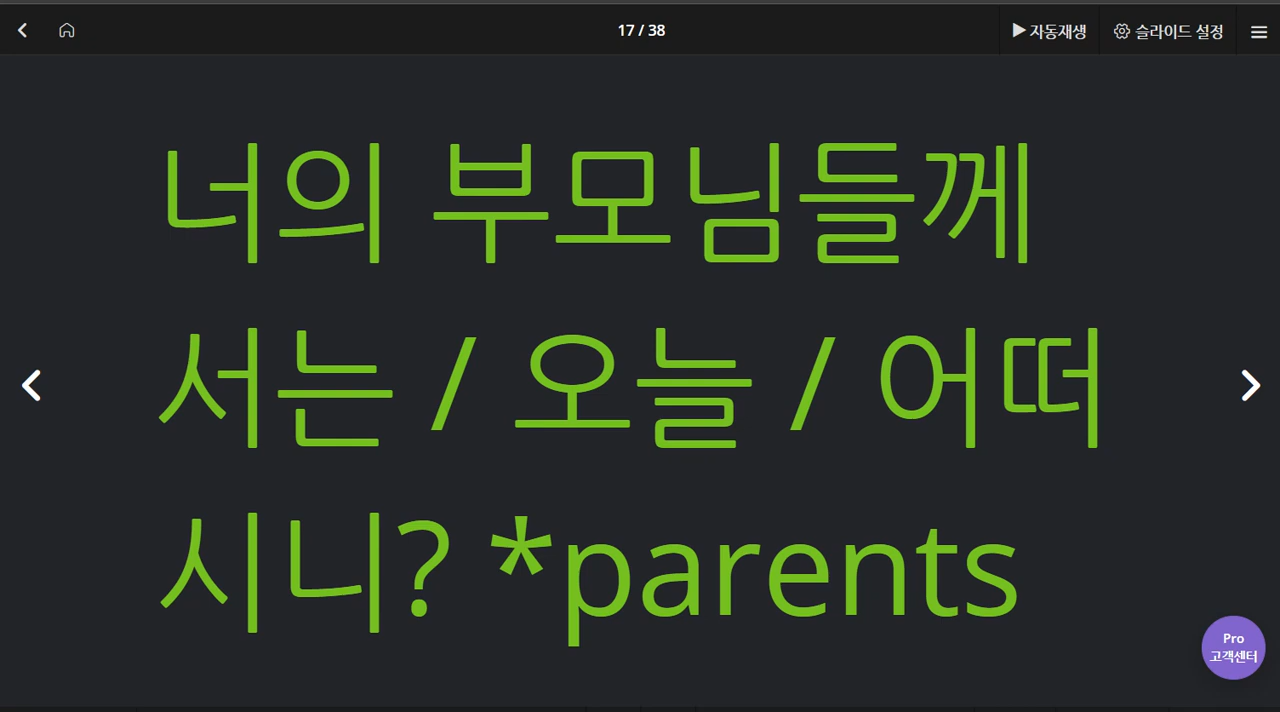 17 / 38
▶ 자동재생
슬라이드 설정
너의 부모님들께
서는 / 오늘 / 어떠
시니? *parents
Pro
고객센터